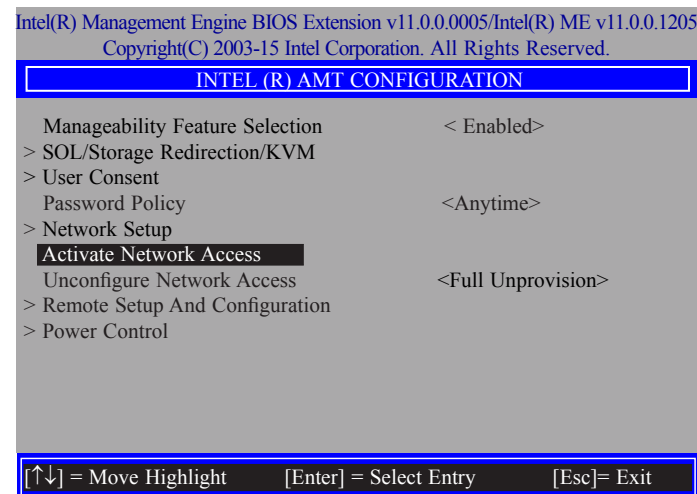 Intel(R) Management Engine BIOS Extension v11.0.0.0005/Intel(R) ME v11.0.0.1205
Copyright(C) 2003-15 Intel Corporation. All Rights Reserved.
INTEL (R) AMT CONFIGURATION
Manageability Feature Selection < Enabled>
> SOL/Storage Redirection/KVM
> User Consent
Password Policy <Anytime>
> Network Setup
Activate Network Access
Unconfigure Network Access <Full Unprovision>
> Remote Setup And Configuration
> Power Control
[↑↓] = Move Highlight [Enter] = Select Entry [Esc]= Exit